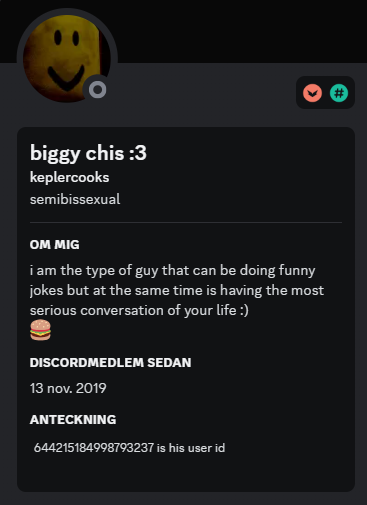 biggy chis :3
keplercooks
semibissexual
OM MIG
i am the type of guy that can be doing funny
jokes but at the same time is having the most
serious conversation of your life :)
🍔
DISCORDMEDLEM SEDAN
13 nov. 2019
ANTECKNING
644215184998793237 is his user id